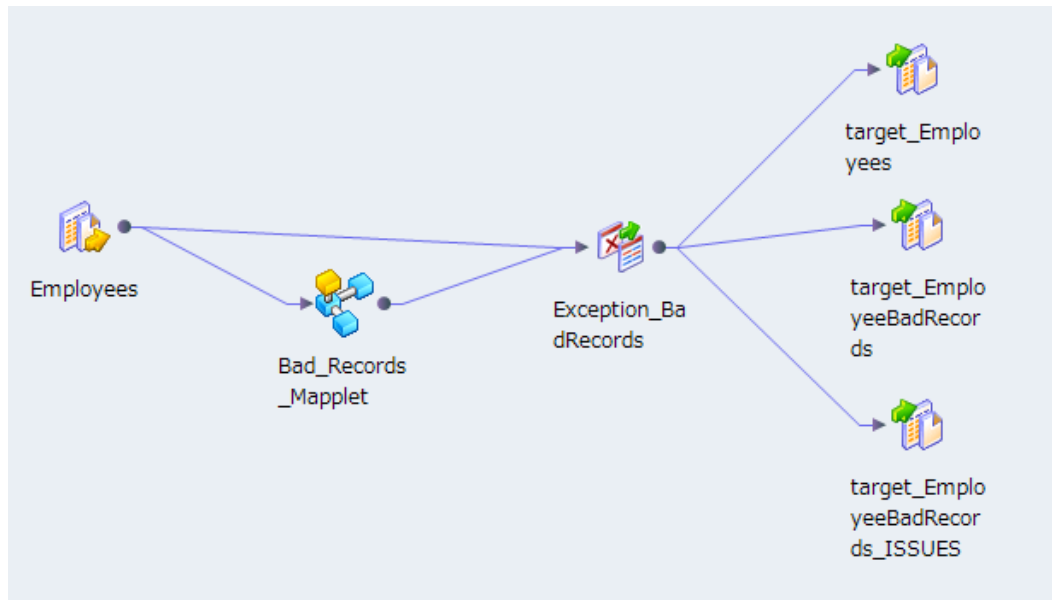 target_Emplo
yees
Employees
Bad_Records
_Mapplet
Exception_Ba
dRecords
target_Emplo
yeeBadRecor
ds
target_Emplo
yeeBadRecor
ds_ISSUES